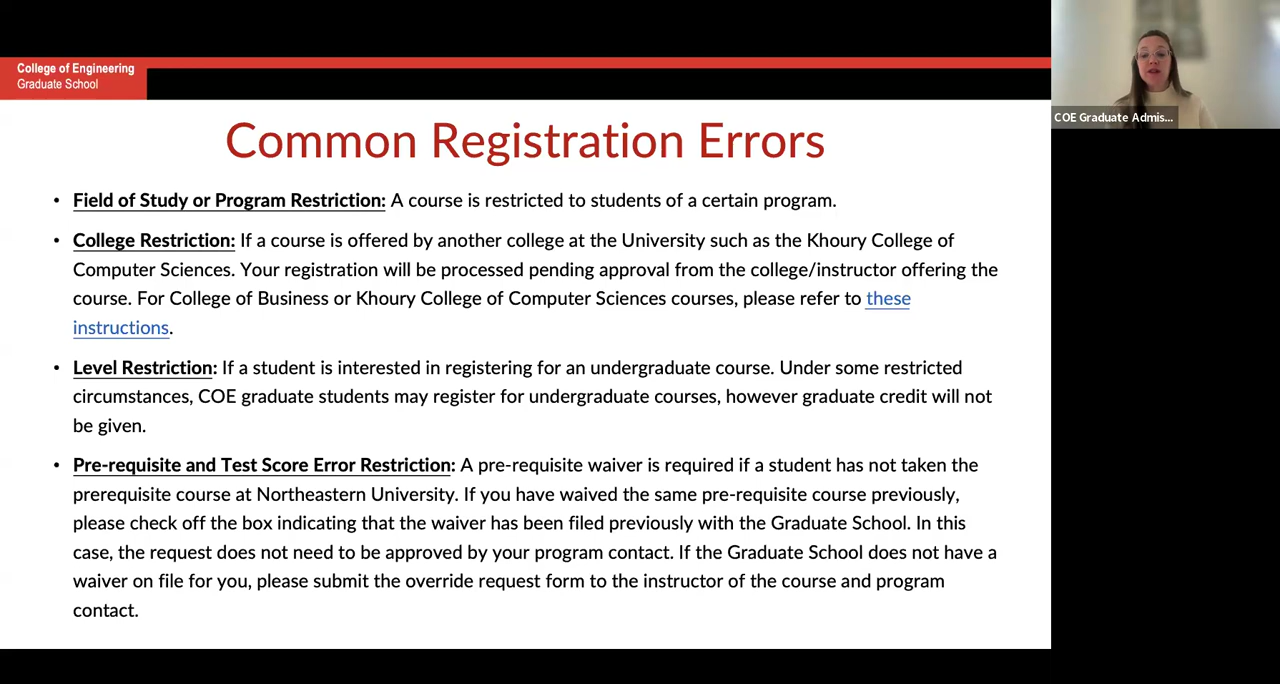 College of Engineering
Graduate School
COE Graduate Admis...
Common Registration Errors
• Field of Study or Program Restriction: A course is restricted to students of a certain program.
• College Restriction: If a course is offered by another college at the University such as the Khoury College of
Computer Sciences. Your registration will be processed pending approval from the college/instructor offering the
course. For College of Business or Khoury College of Computer Sciences courses, please refer to these
instructions.
• Level Restriction: If a student is interested in registering for an undergraduate course. Under some restricted
circumstances, COE graduate students may register for undergraduate courses, however graduate credit will not
be given.
• Pre-requisite and Test Score Error Restriction: A pre-requisite waiver is required if a student has not taken the
prerequisite course at Northeastern University. If you have waived the same pre-requisite course previously,
please check off the box indicating that the waiver has been filed previously with the Graduate School. In this
case, the request does not need to be approved by your program contact. If the Graduate School does not have a
waiver on file for you, please submit the override request form to the instructor of the course and program
contact.